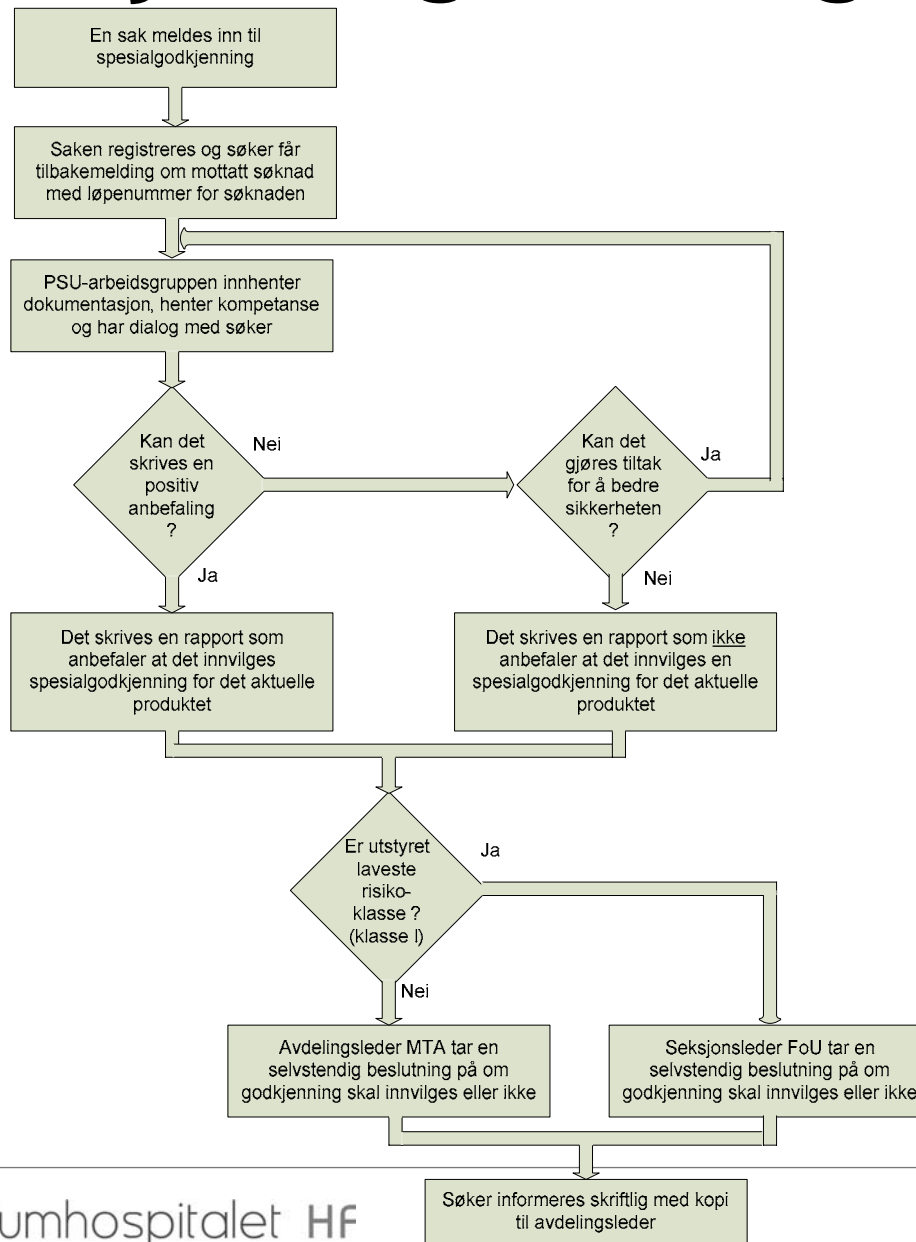 En sak meldes inn til
spesialgodkjenning
Saken registreres og søker får
tilbakemelding om mottatt søknad
med løpenummer for søknaden
PSU-arbeidsgruppen innhenter
dokumentasjon, henter kompetanse
og har dialog med søker
Kan det
skrives en
positiv
anbefaling
?
Nei
Kan det
gjøres tiltak
for å bedre
sikkerheten
?
Ja
Ja
Nei
Det skrives en rapport som
anbefaler at det innvilges
spesialgodkjenning for det aktuelle
produktet
Det skrives en rapport som ikke
anbefaler at det innvilges en
spesialgodkjenning for det aktuelle
produktet
Er utstyret
laveste
risiko-
klasse ?
(klasse I)
Ja
Nei
Avdelingsleder MTA tar en
selvstendig beslutning på om
godkjenning skal innvilges eller ikke
Seksjonsleder FoU tar en
selvstendig beslutning på om
godkjenning skal innvilges eller ikke
Søker informeres skriftlig med kopi
til avdelingsleder
umhospitalet HF